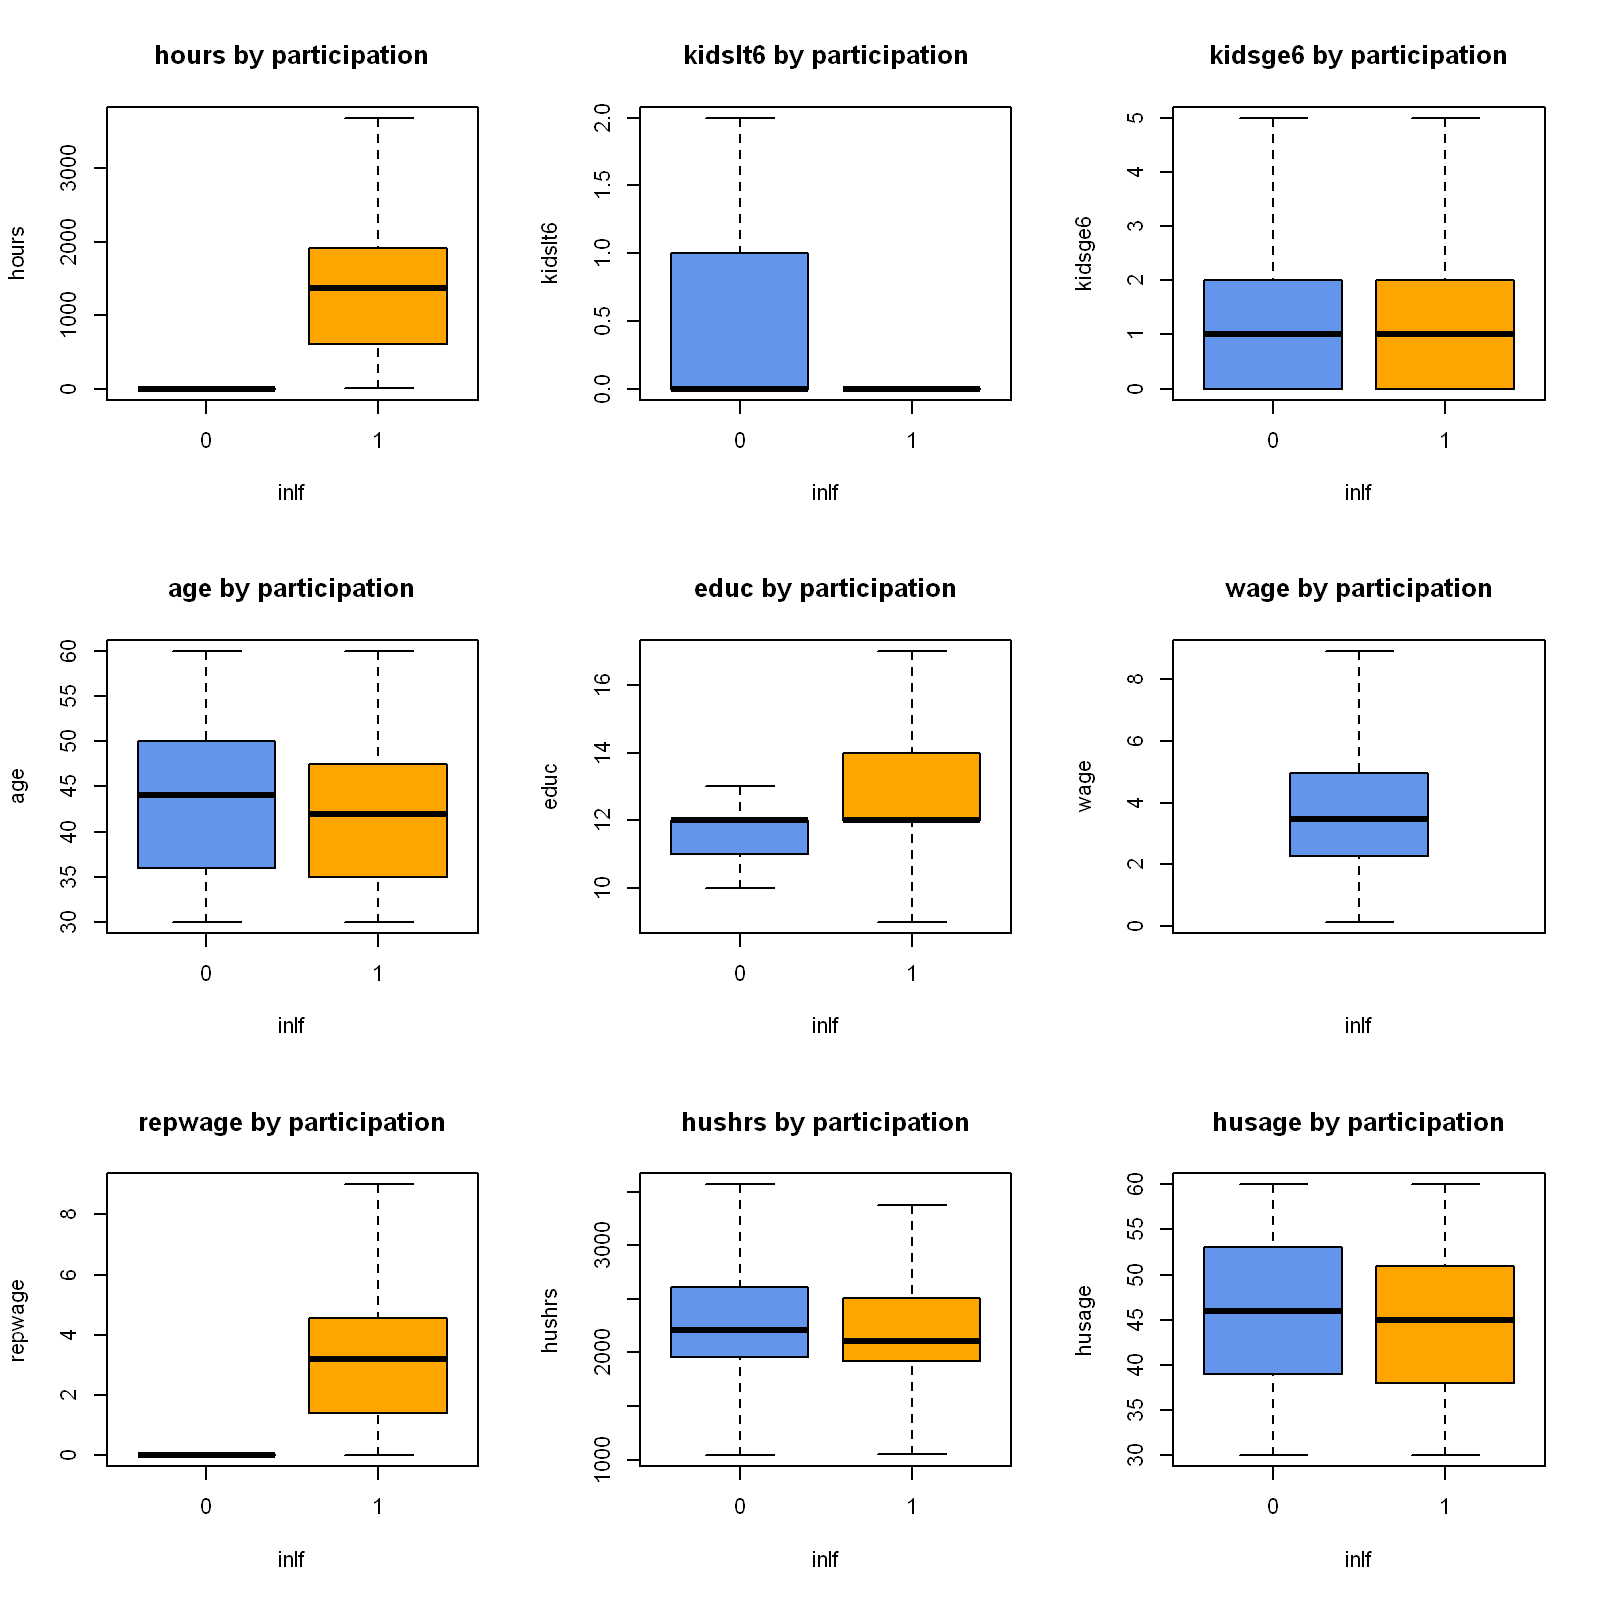 hours by participation
hours
3000
2000
1000
0
0 1
inlf
kidslt6 by participation
kidslt6
2.0
1.5
1.0
0.5
0.0
0 1
inlf
kidsge6 by participation
kidsge6
5
4
3
2
1
0
0 1
inlf
age by participation
age
60
55
50
45
40
35
30
0 1
inlf
educ by participation
educ
16
14
12
10
0 1
inlf
wage by participation
wage
8
6
4
2
0
inlf
repwage by participation
repwage
8
6
4
2
0
0 1
inlf
hushrs by participation
hushrs
3000
2000
1000
0 1
inlf
husage by participation
husage
60
55
50
45
40
35
30
0 1
inlf